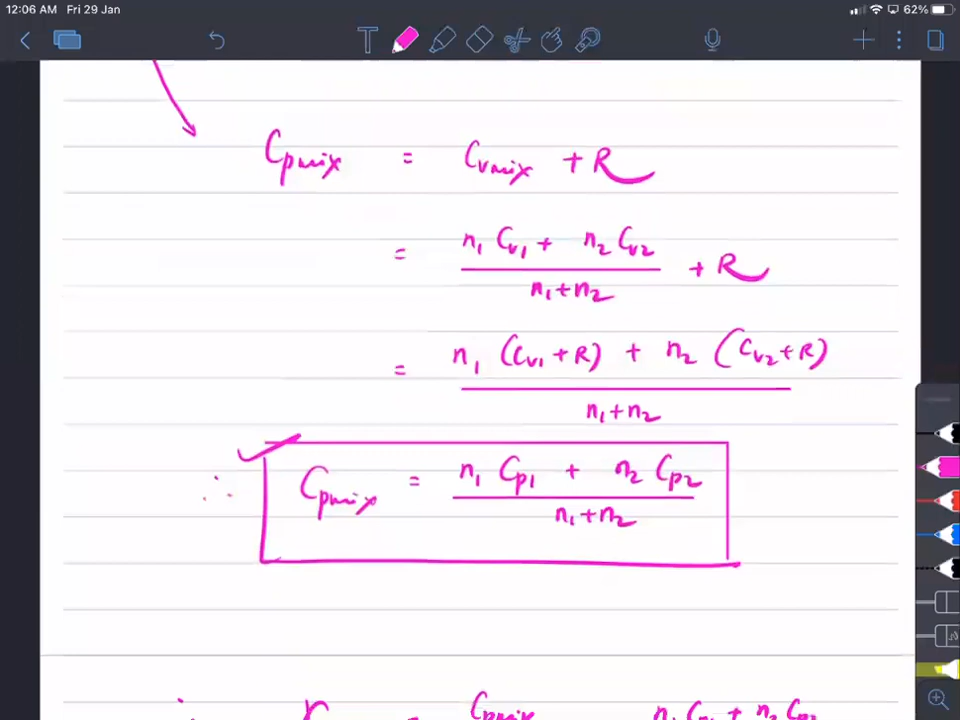 12:06 AM Fri 29 Jan 62%
T
Cpmix = Cvmix + R
= (n₁ Cv₁ + n₂ Cv₂) / (n₁+n₂) + R
= (n₁ (Cv₁+R) + n₂ (Cv₂+R)) / (n₁+n₂)
∴ Cpmix = (n₁ Cp₁ + n₂ Cp₂) / (n₁+n₂)
Cpmix